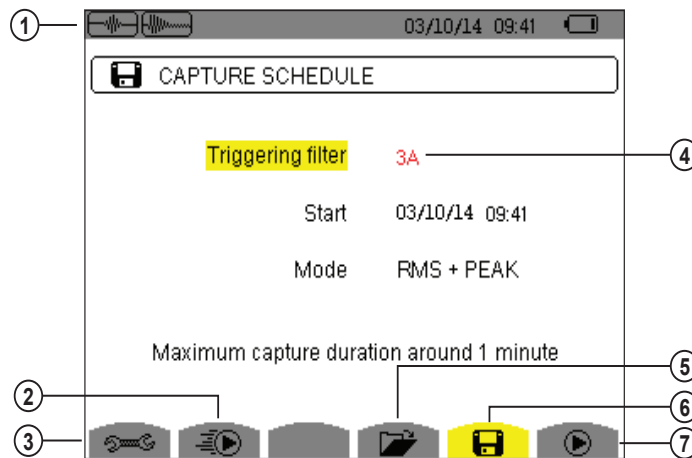 1
03/10/14 09:41
CAPTURE SCHEDULE
Triggering filter 3A
4
Start 03/10/14 09:41
Mode RMS + PEAK
Maximum capture duration around 1 minute
5
2
6
3
7